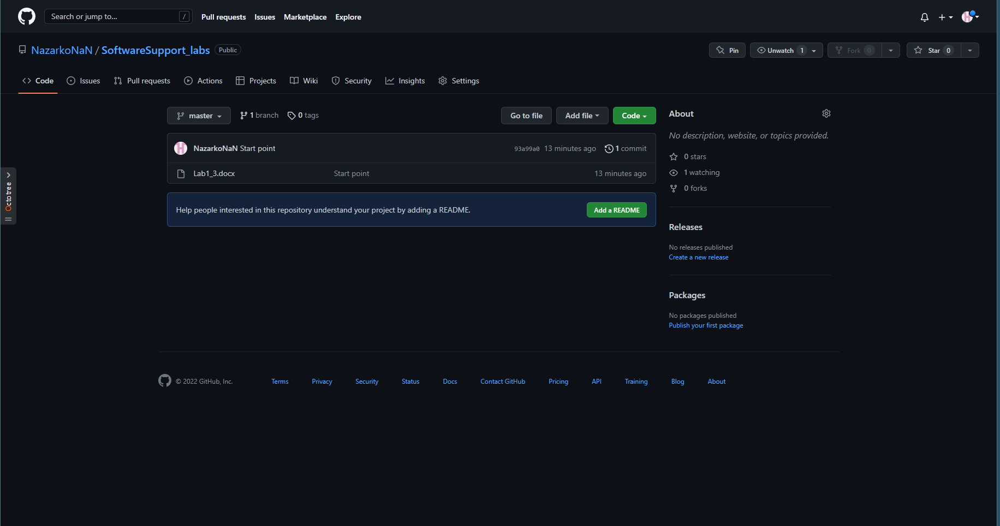 Search or jump to... / Pull requests Issues Marketplace Explore
NazarkoNaN / SoftwareSupport_labs Public Pin Unwatch 1 Fork 0 Star 0
Code Issues Pull requests Actions Projects Wiki Security Insights Settings
master 1 branch 0 tags Go to file Add file Code
NazarkoNaN Start point 93a99a0 13 minutes ago 1 commit
Lab1_3.docx Start point 13 minutes ago
Help people interested in this repository understand your project by adding a README. Add a README
Octotree
About
No description, website, or topics provided.
0 stars
1 watching
0 forks
Releases
No releases published
Create a new release
Packages
No packages published
Publish your first package
© 2022 GitHub, Inc. Terms Privacy Security Status Docs Contact GitHub Pricing API Training Blog About